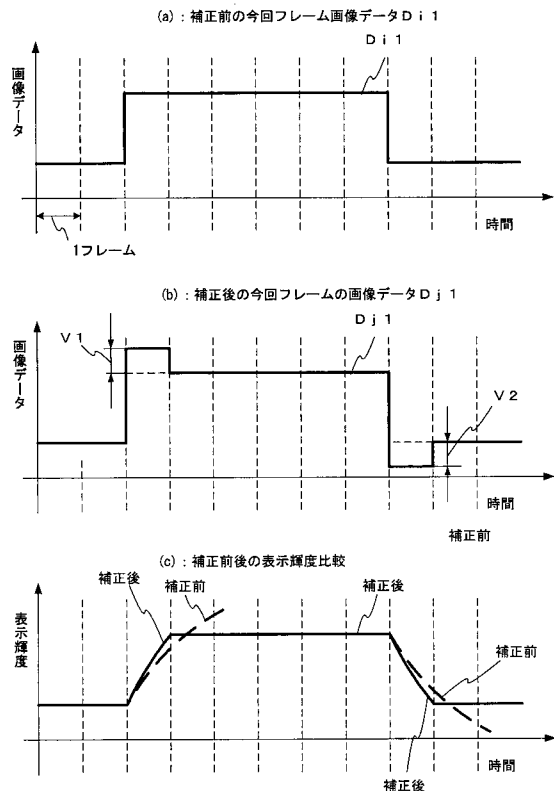 (a)：補正前の今回フレーム画像データＤｉ１
Ｄｉ１
画像データ
時間
１フレーム
(b)：補正後の今回フレームの画像データＤｊ１
Ｄｊ１
Ｖ１
画像データ
Ｖ２
時間
補正前
(c)：補正前後の表示輝度比較
補正後
補正前
補正後
表示輝度
補正前
時間
補正後